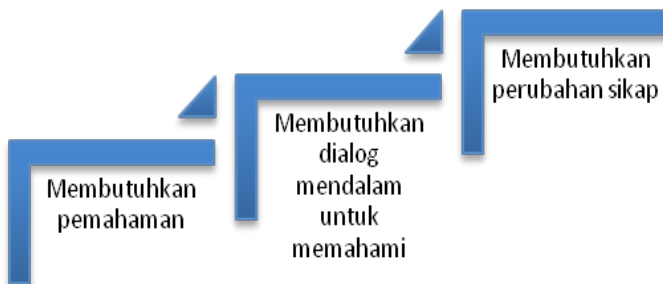 Membutuhkan
pemahaman
Membutuhkan
dialog
mendalam
untuk
memahami
Membutuhkan
perubahan sikap